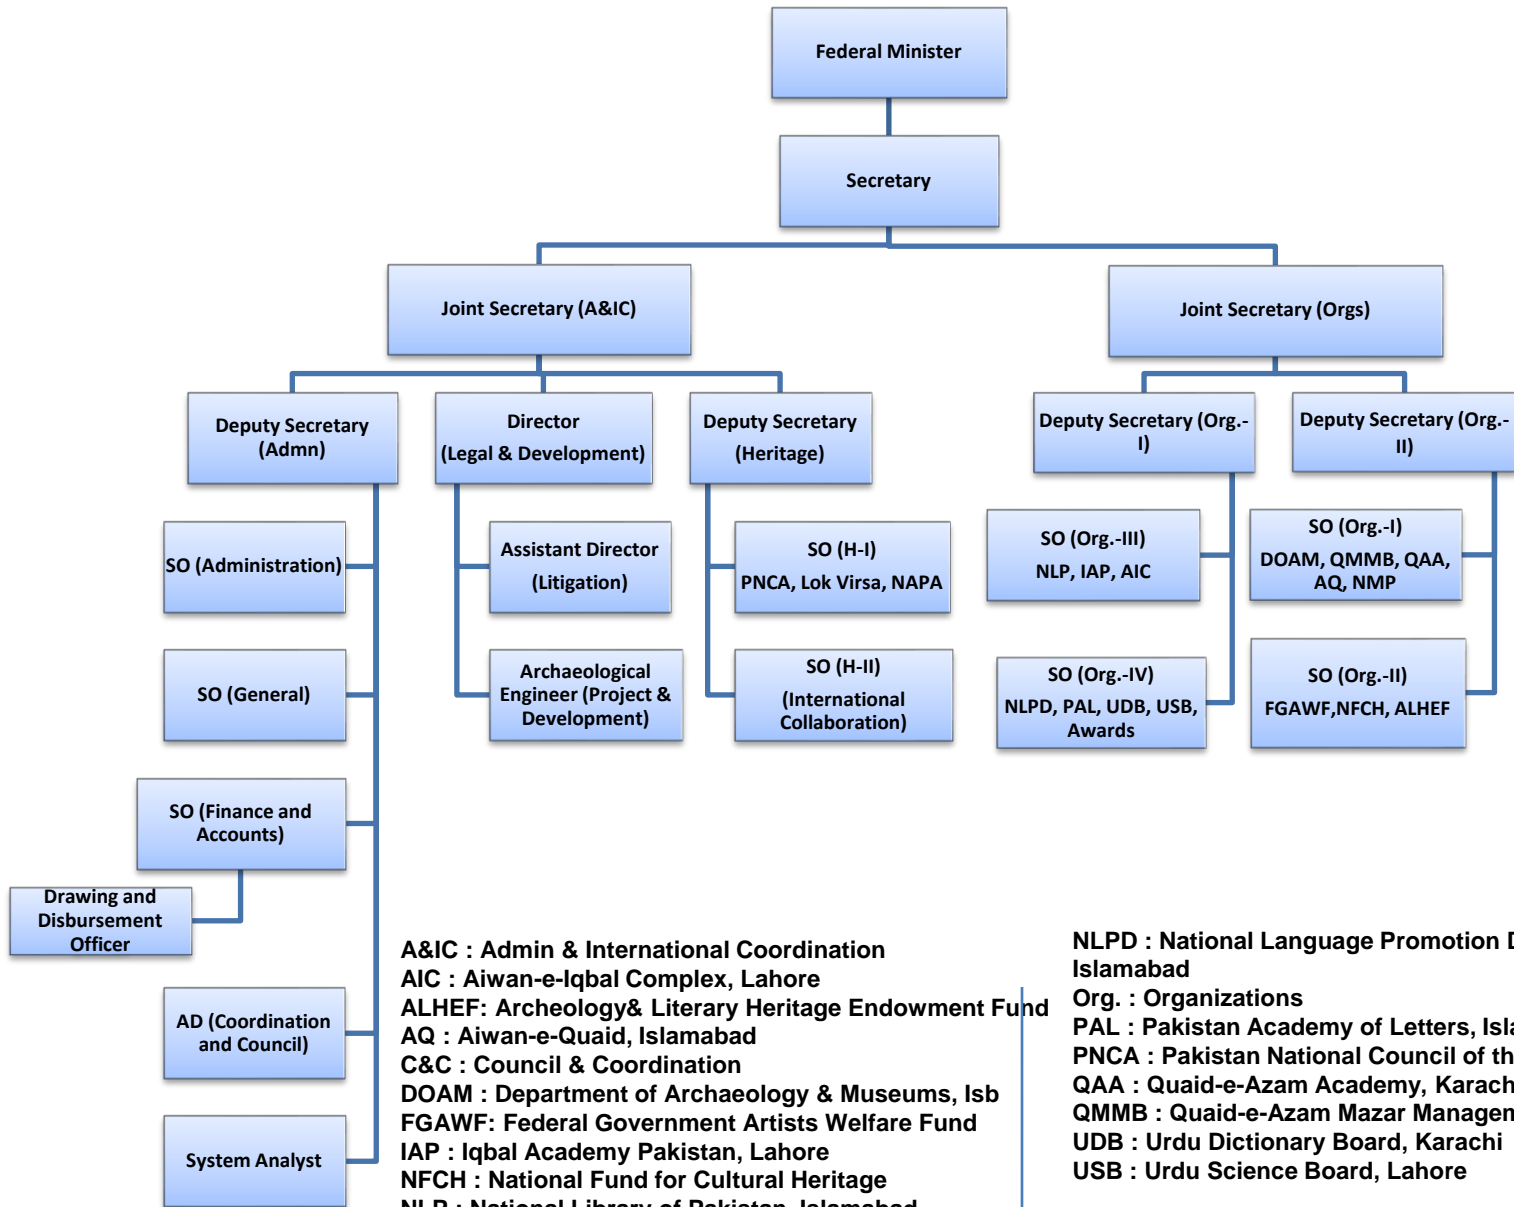 Federal Minister
Secretary
Joint Secretary (A&IC)
Joint Secretary (Orgs)
Deputy Secretary
(Admn)
Director
(Legal & Development)
Deputy Secretary
(Heritage)
Deputy Secretary (Org.-
I)
Deputy Secretary (Org.-
II)
SO (Administration)
Assistant Director
(Litigation)
SO (H-I)
PNCA, Lok Virsa, NAPA
SO (Org.-III)
NLP, IAP, AIC
SO (Org.-I)
DOAM, QMMB, QAA,
AQ, NMP
SO (General)
Archaeological
Engineer (Project &
Development)
SO (H-II)
(International
Collaboration)
SO (Org.-IV)
NLPD, PAL, UDB, USB,
Awards
SO (Org.-II)
FGAWF,NFCH, ALHEF
SO (Finance and
Accounts)
Drawing and
Disbursement
Officer
AD (Coordination
and Council)
System Analyst
A&IC : Admin & International Coordination
AIC : Aiwan-e-Iqbal Complex, Lahore
ALHEF: Archeology& Literary Heritage Endowment Fund
AQ : Aiwan-e-Quaid, Islamabad
C&C : Council & Coordination
DOAM : Department of Archaeology & Museums, Isb
FGAWF: Federal Government Artists Welfare Fund
IAP : Iqbal Academy Pakistan, Lahore
NFCH : National Fund for Cultural Heritage
NLP : National Library of Pakistan, Islamabad
NLPD : National Language Promotion
Islamabad
Org. : Organizations
PAL : Pakistan Academy of Letters,
PNCA : Pakistan National Council of
QAA : Quaid-e-Azam Academy,
QMMB : Quaid-e-Azam Mazar
UDB : Urdu Dictionary Board, Karachi
USB : Urdu Science Board, Lahore